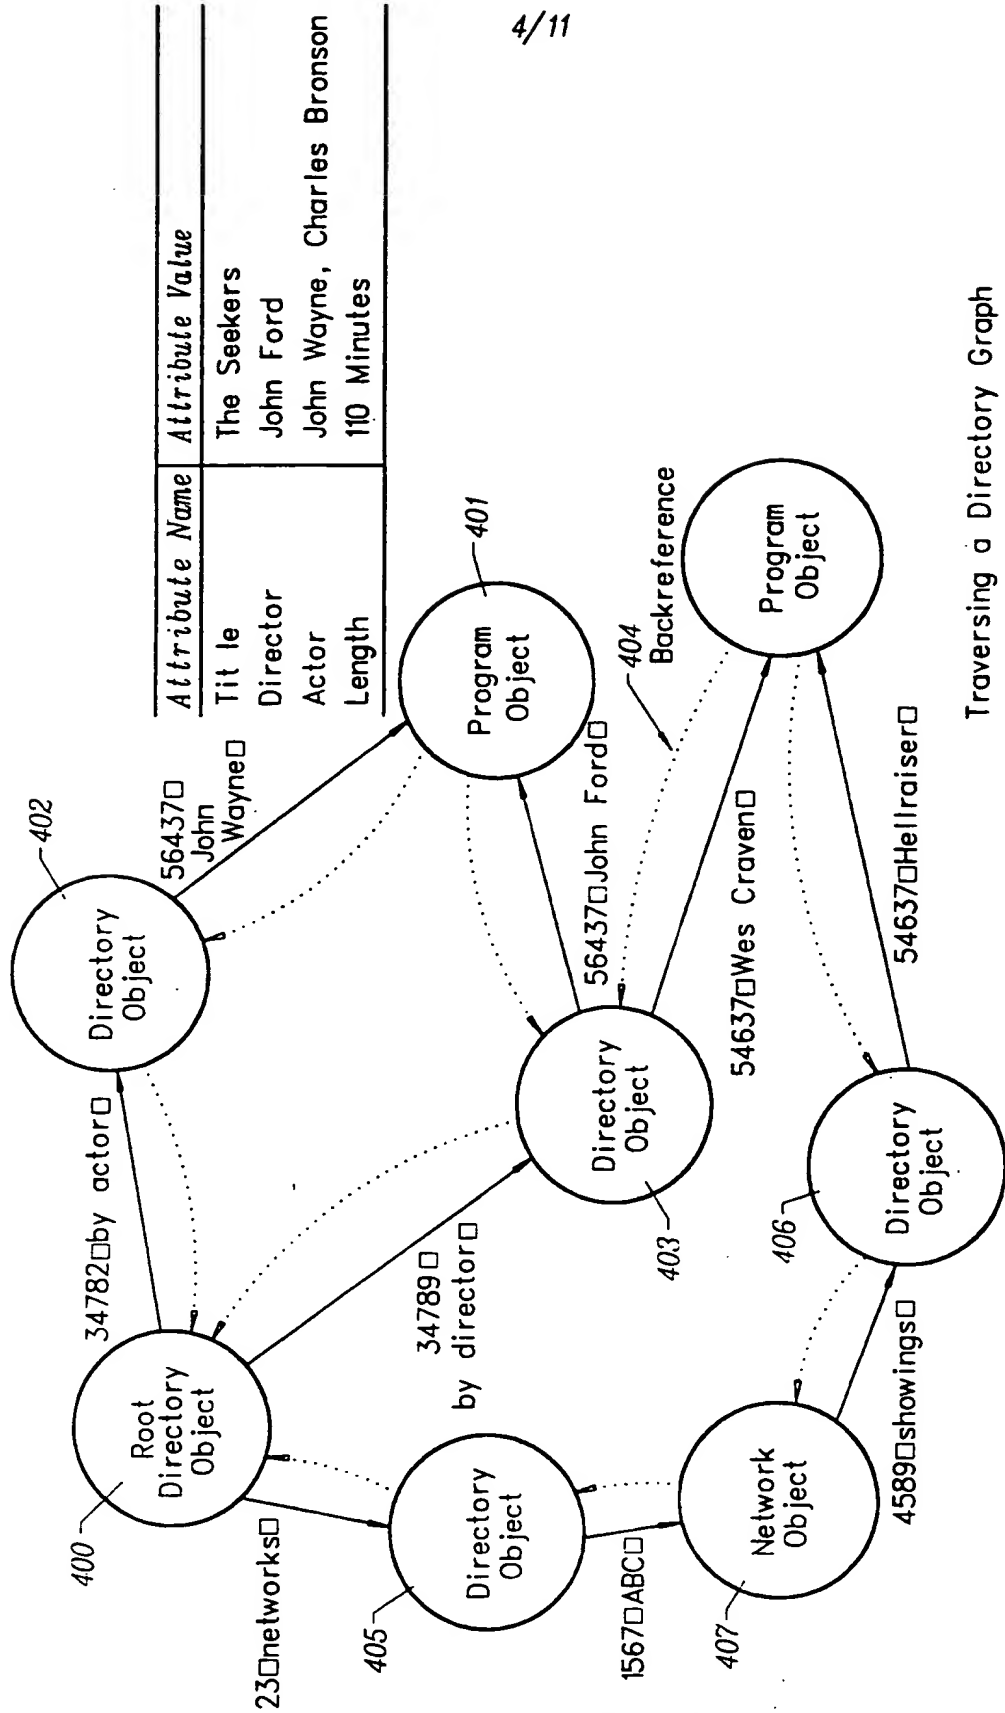 4/11
Attribute Name Attribute Value
Tit le The Seekers
Director John Ford
Actor John Wayne, Charles Bronson
Length 110 Minutes
400
Root
Directory
Object
34782□by actor□
402
Directory
Object
56437□
John
Wayne□
401
Program
Object
23□networks□
34789□
by director□
403
Directory
Object
56437□John Ford□
404
Backreference
405
Directory
Object
54637□Wes Craven□
Program
Object
1567□ABC□
407
Network
Object
4589□showings□
406
Directory
Object
54637□Hellraiser□
Traversing a Directory Graph